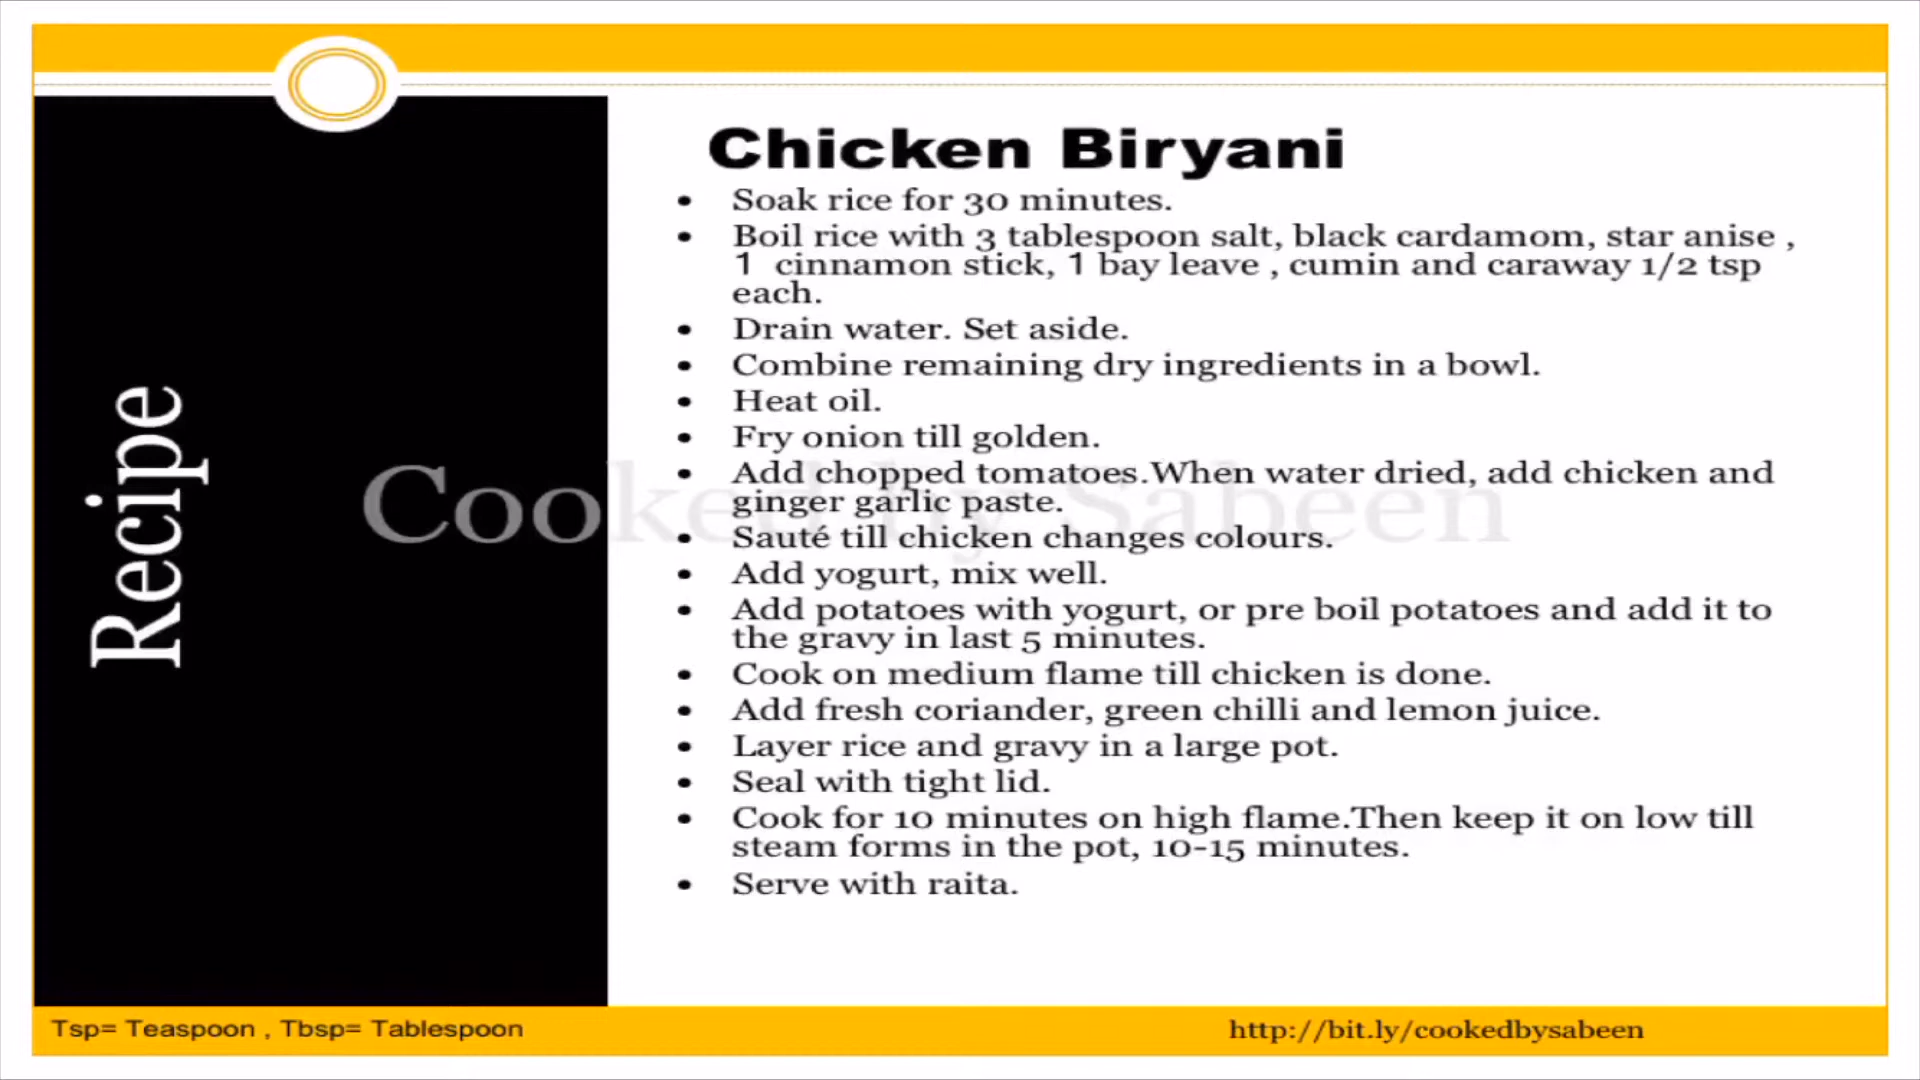 Chicken Biryani
• Soak rice for 30 minutes.
• Boil rice with 3 tablespoon salt, black cardamom, star anise ,
1 cinnamon stick, 1 bay leave , cumin and caraway 1/2 tsp
each.
• Drain water. Set aside.
• Combine remaining dry ingredients in a bowl.
• Heat oil.
• Fry onion till golden.
• Add chopped tomatoes.When water dried, add chicken and
ginger garlic paste.
• Sauté till chicken changes colours.
• Add yogurt, mix well.
• Add potatoes with yogurt, or pre boil potatoes and add it to
the gravy in last 5 minutes.
• Cook on medium flame till chicken is done.
• Add fresh coriander, green chilli and lemon juice.
• Layer rice and gravy in a large pot.
• Seal with tight lid.
• Cook for 10 minutes on high flame.Then keep it on low till
steam forms in the pot, 10-15 minutes.
• Serve with raita.
Recipe
Cooked by Sabeen
Tsp= Teaspoon , Tbsp= Tablespoon
http://bit.ly/cookedbysabeen